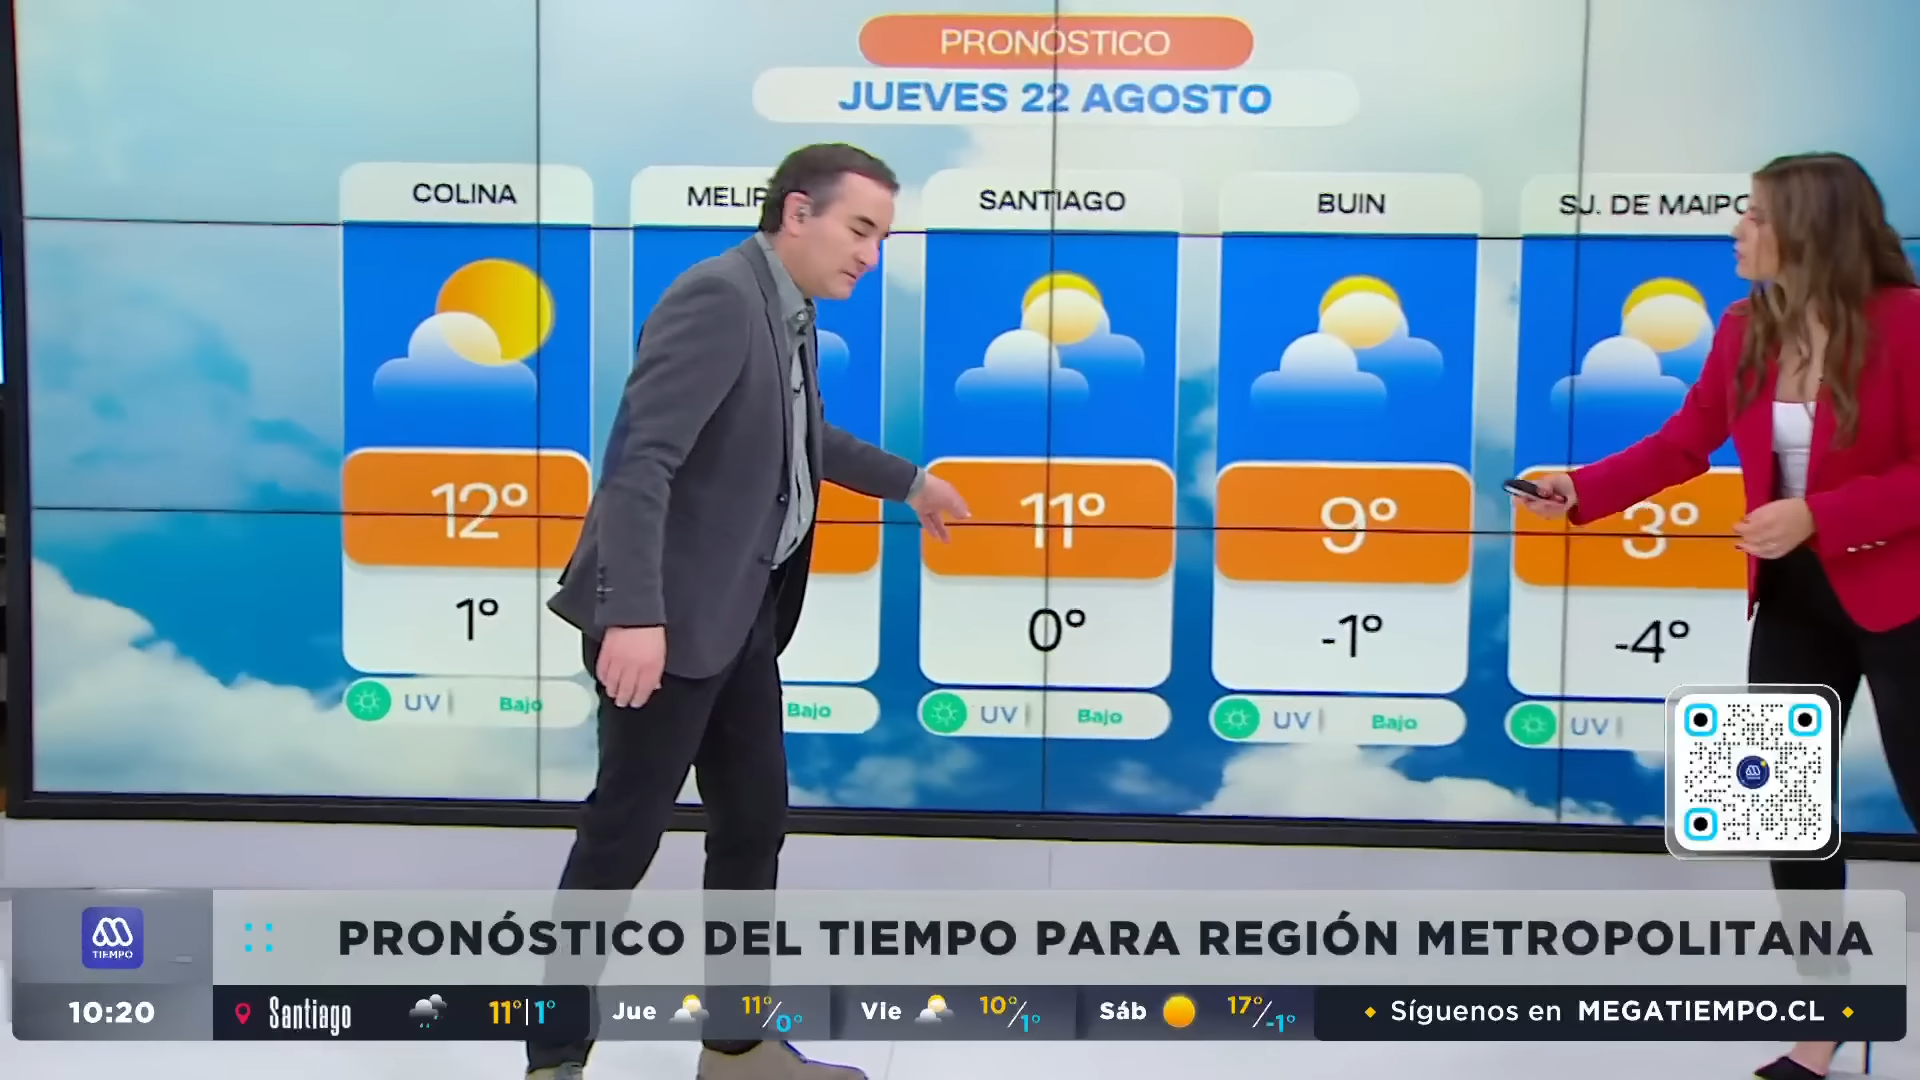 PRONÓSTICO
JUEVES 22 AGOSTO
COLINA
SANTIAGO
BUIN
SJ. DE MAIPO
12°
11°
9°
3°
1°
0°
-1°
-4°
UV Bajo
Bajo
UV Bajo
UV Bajo
UV
TIEMPO
PRONÓSTICO DEL TIEMPO PARA REGIÓN METROPOLITANA
10:20
Santiago 11°|1°
Jue 11°/0°
Vie 10°/1°
Sáb 17°/-1°
Síguenos en MEGATIEMPO.CL